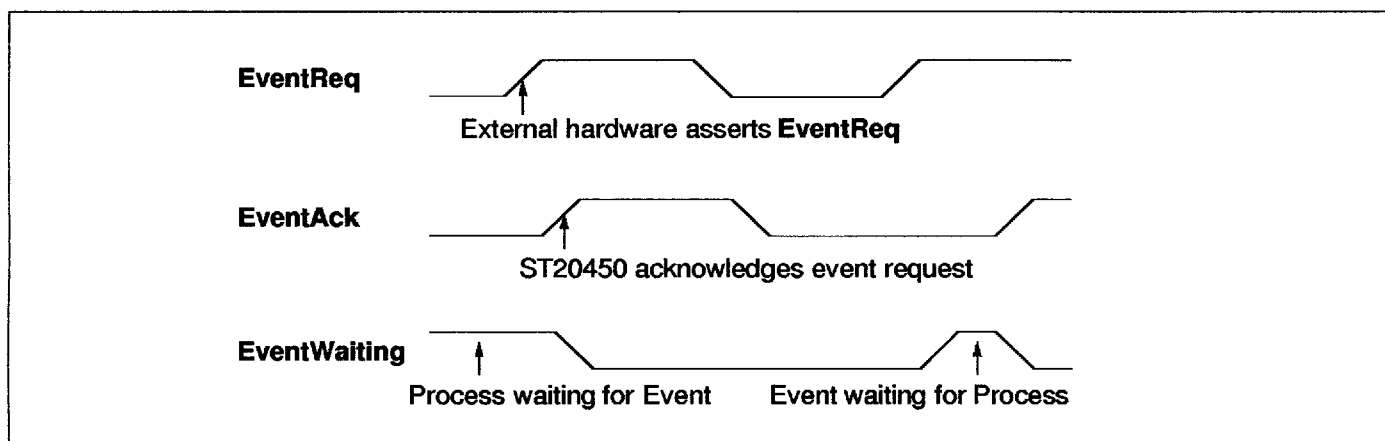 EventReq
External hardware asserts EventReq
EventAck
ST20450 acknowledges event request
EventWaiting
Process waiting for Event
Event waiting for Process